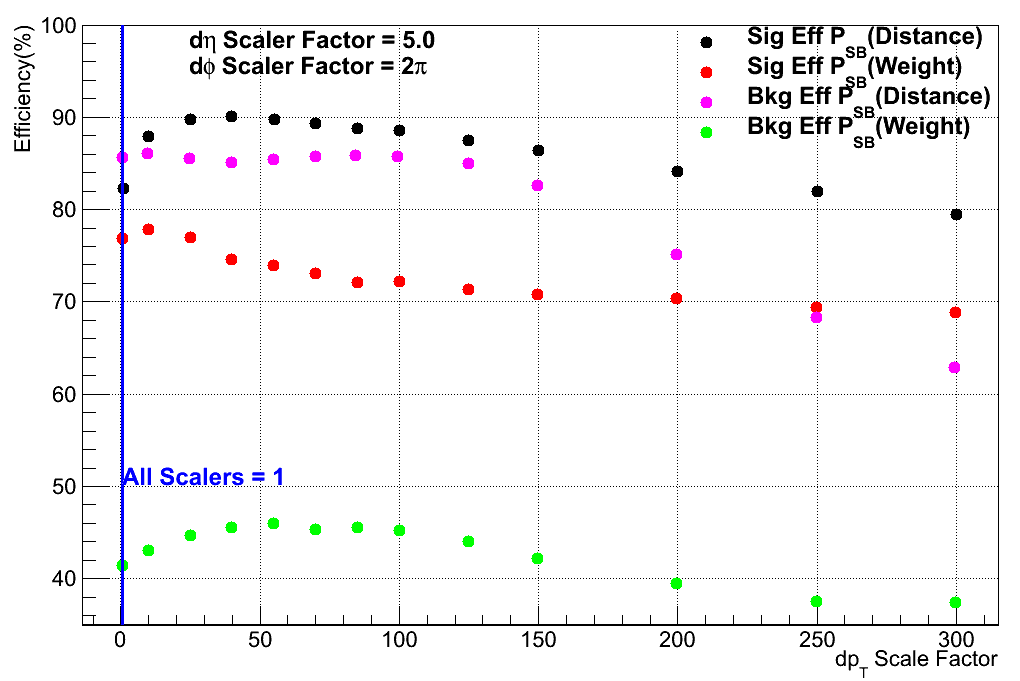 dη Scaler Factor = 5.0
dϕ Scaler Factor = 2π
Sig Eff P_SB(Distance)
Sig Eff P_SB(Weight)
Bkg Eff P_SB(Distance)
Bkg Eff P_SB(Weight)
Efficiency(%)
100
90
80
70
60
50
40
All Scalers = 1
0 50 100 150 200 250 300
dp_T Scale Factor